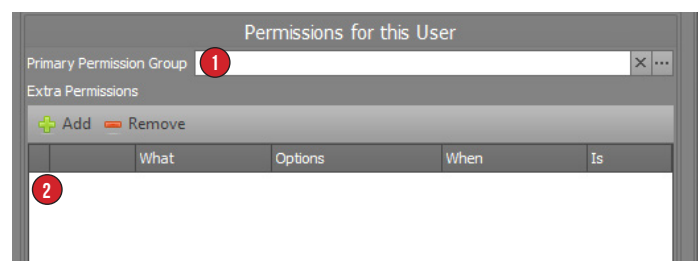 Permissions for this User
Primary Permission Group 1 × ...
Extra Permissions
Add Remove
What Options When Is
2